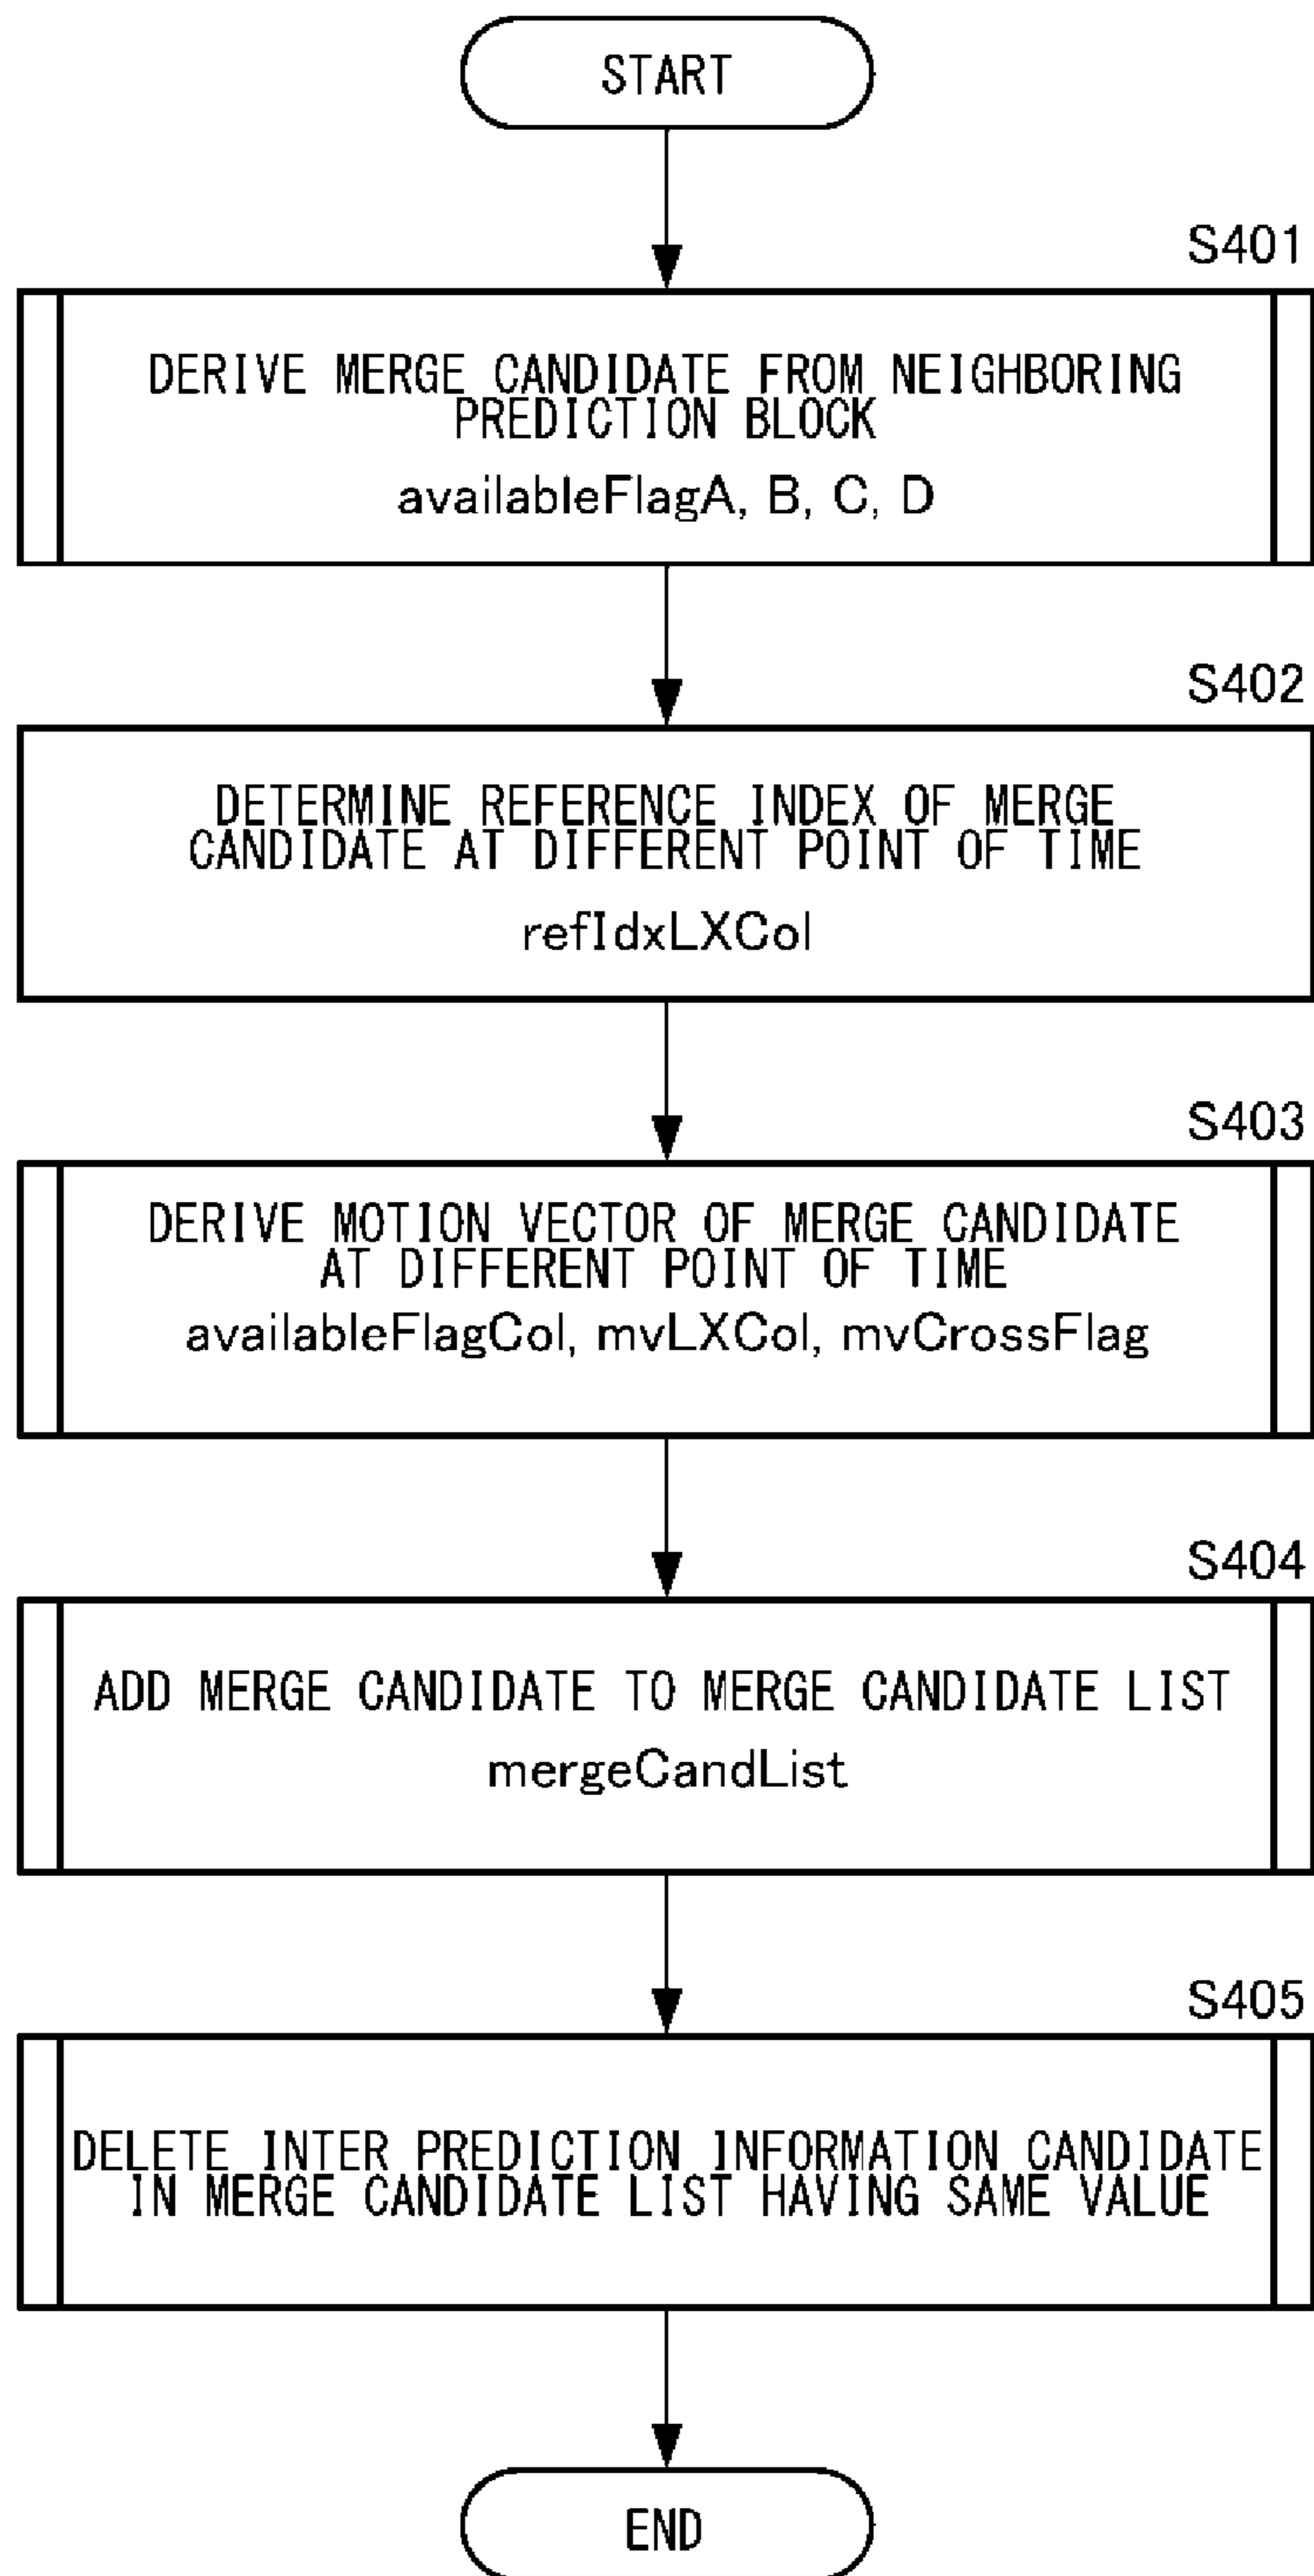 START
S401
DERIVE MERGE CANDIDATE FROM NEIGHBORING
PREDICTION BLOCK
availableFlagA, B, C, D
S402
DETERMINE REFERENCE INDEX OF MERGE
CANDIDATE AT DIFFERENT POINT OF TIME
refIdxLXCol
S403
DERIVE MOTION VECTOR OF MERGE CANDIDATE
AT DIFFERENT POINT OF TIME
availableFlagCol, mvLXCol, mvCrossFlag
S404
ADD MERGE CANDIDATE TO MERGE CANDIDATE LIST
mergeCandList
S405
DELETE INTER PREDICTION INFORMATION CANDIDATE
IN MERGE CANDIDATE LIST HAVING SAME VALUE
END